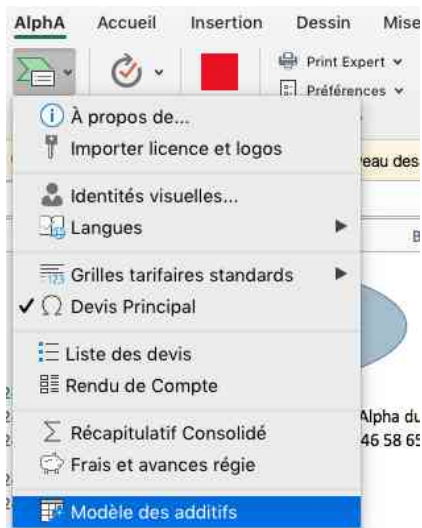 AlphA Accueil Insertion Dessin Mise
Print Expert
Préférences
À propos de...
Importer licence et logos
eau des
Identités visuelles...
Langues
B
Grilles tarifaires standards
Devis Principal
Liste des devis
Rendu de Compte
Alpha du
Récapitulatif Consolidé
46 58 65
Frais et avances régie
Modèle des additifs